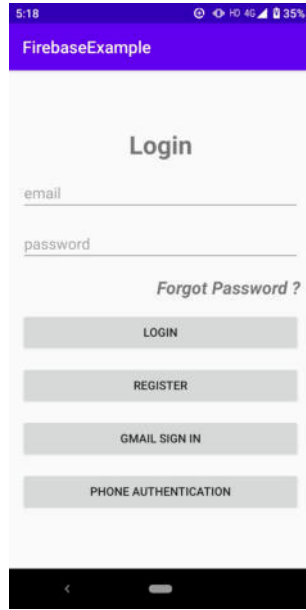 5:18 HD 4G 35%
FirebaseExample
Login
email
password
Forgot Password ?
LOGIN
REGISTER
GMAIL SIGN IN
PHONE AUTHENTICATION